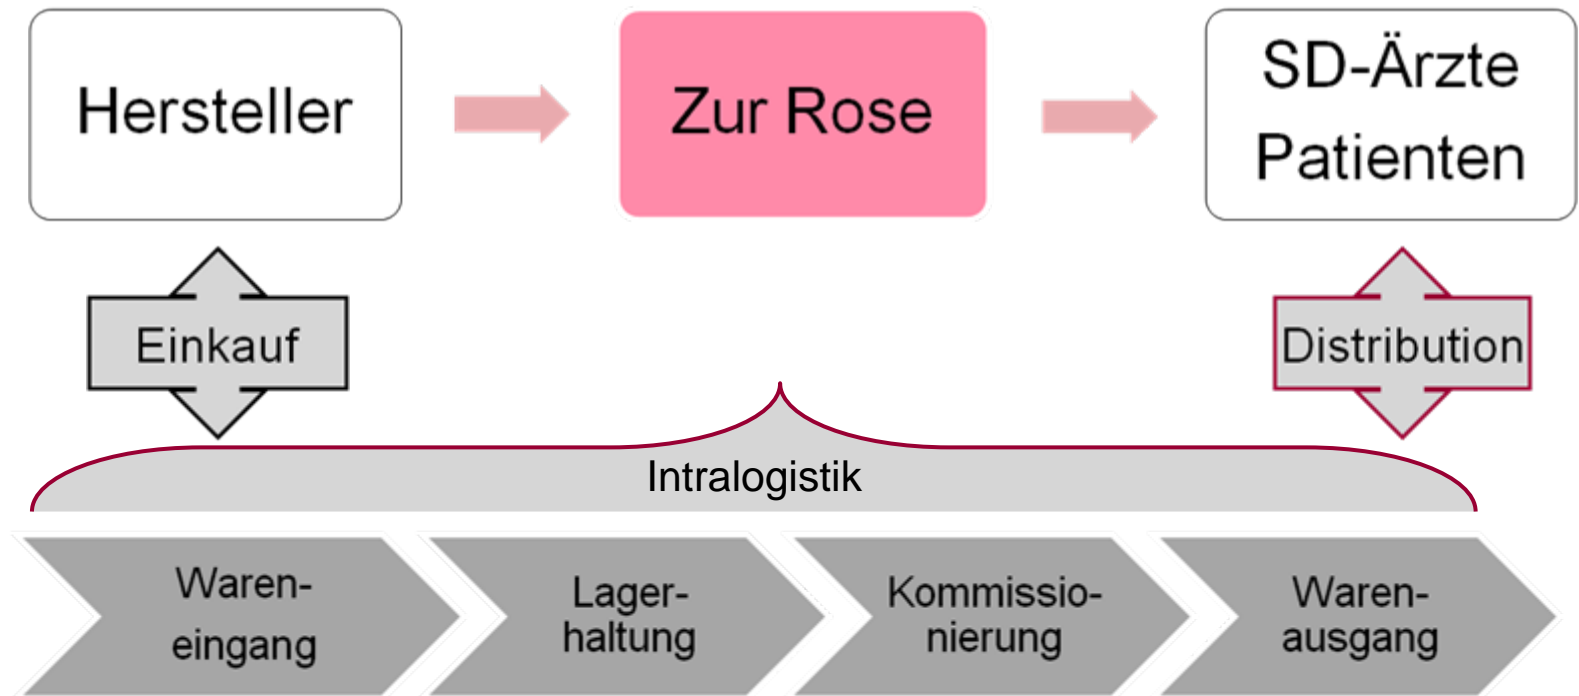 Hersteller
Zur Rose
SD-Ärzte
Patienten
Einkauf
Distribution
Intralogistik
Waren-
eingang
Lager-
haltung
Kommissio-
nierung
Waren-
ausgang